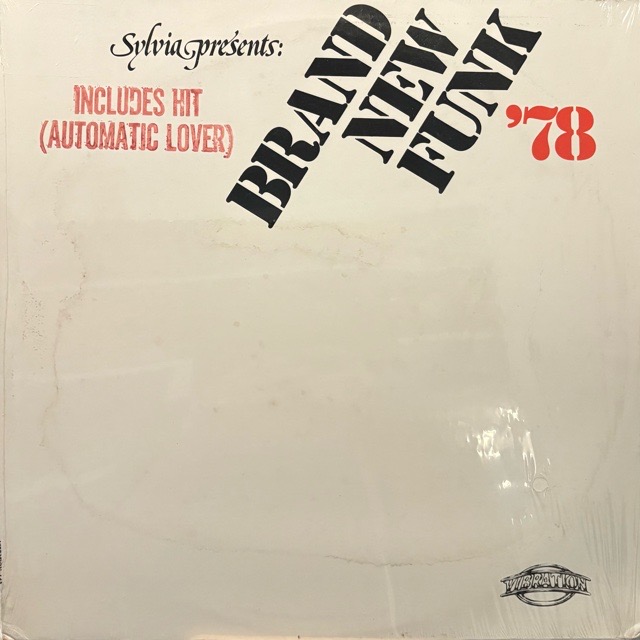 Sylvia presents:
BRAND
NEW
FUNK
'78
INCLUDES HIT
(AUTOMATIC LOVER)
VIBRATION